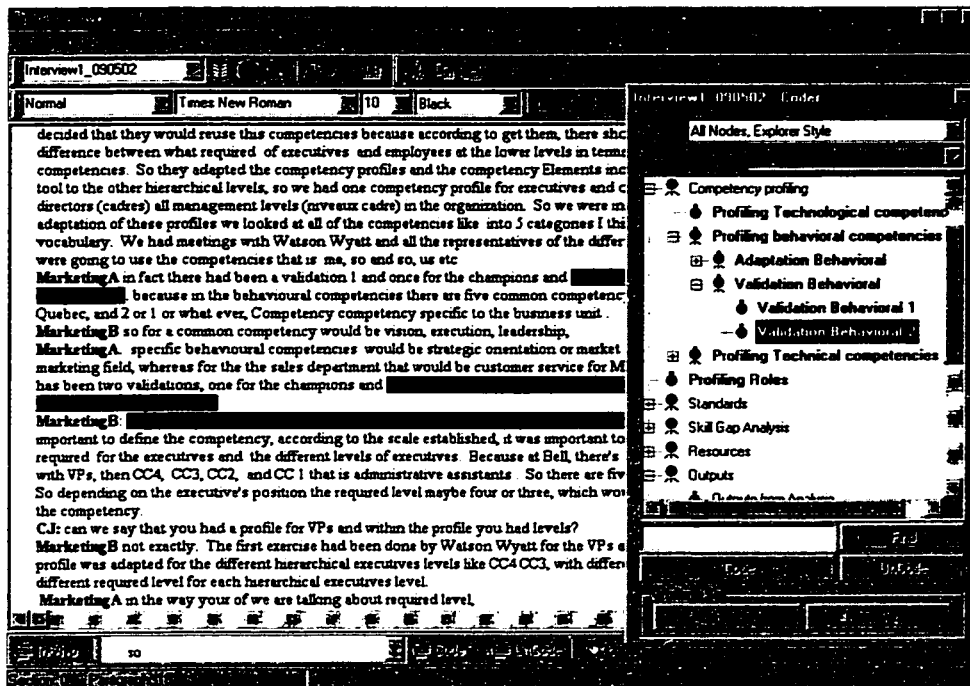 Interview1_090502
Normal Times New Roman 10 Black
decided that they would reuse this competencies because according to get them, there sho
difference between what required of executives and employees at the lower levels in terms
competencies. So they adapted the competency profiles and the competency Elements inc
tool to the other hierarchical levels, so we had one competency profile for executives and c
directors (cadres) all management levels (niveaux cadre) in the organization. So we were in
adaptation of these profiles we looked at all of the competencies like into 5 categories I thi
vocabulary. We had meetings with Watson Wyatt and all the representatives of the differ
were going to use the competencies that is me, so and so, us etc
MarketingA in fact there had been a validation 1 and once for the champions and
, because in the behavioural competencies there are five common competenc
Quebec, and 2 or 1 or what ever, Competency competency specific to the business unit .
MarketingB so for a common competency would be vision, execution, leadership,
MarketingA. specific behavioural competencies would be strategic orientation or market
marketing field, whereas for the the sales department that would be customer service for M
has been two validations, one for the champions and
MarketingB:
important to define the competency, according to the scale established, it was important to
required for the executives and the different levels of executives Because at Bell, there's
with VPs, then CC4, CC3, CC2, and CC 1 that is administrative assistants So there are fiv
So depending on the executive's position the required level maybe four or three, which wo
the competency.
CJ: can we say that you had a profile for VPs and within the profile you had levels?
MarketingB not exactly. The first exercise had been done by Watson Wyatt for the VPs a
profile was adapted for the different hierarchical executives levels like CC4 CC3, with differ
different required level for each hierarchical executives level.
MarketingA in the way your of we are talking about required level,
so Code UnCode
Interview1_090502 Coder
All Nodes, Explorer Style
Competency profiling
Profiling Technological competenc
Profiling behavioral competencies
Adaptation Behavioral
Validation Behavioral
Validation Behavioral 1
Validation Behavioral 2
Profiling Technical competencies
Profiling Roles
Standards
Skill Gap Analysis
Resources
Outputs
Outputs from Analysis
Find
Code UnCode